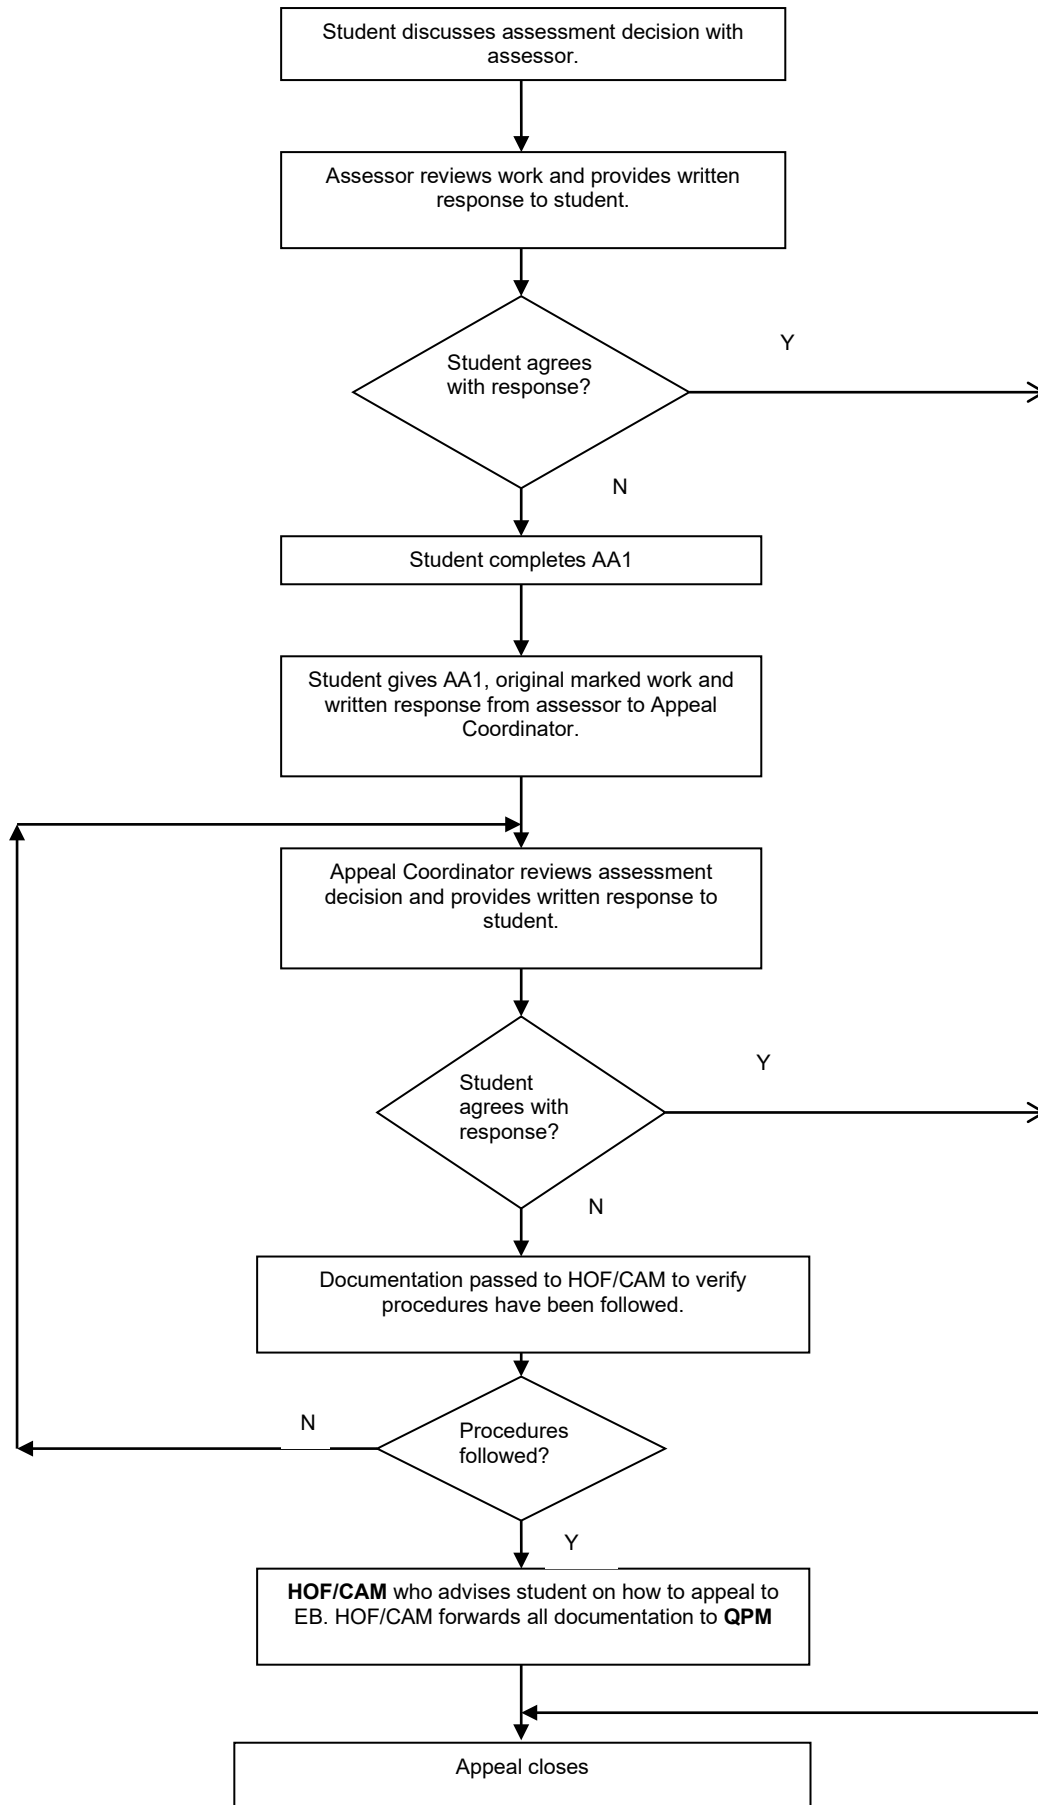 Student discusses assessment decision with
assessor.
Assessor reviews work and provides written
response to student.
Student agrees
with response?
Y
N
Student completes AA1
Student gives AA1, original marked work and
written response from assessor to Appeal
Coordinator.
Appeal Coordinator reviews assessment
decision and provides written response to
student.
Student
agrees with
response?
Y
N
Documentation passed to HOF/CAM to verify
procedures have been followed.
Procedures
followed?
N
Y
HOF/CAM who advises student on how to appeal to
EB. HOF/CAM forwards all documentation to QPM
Appeal closes